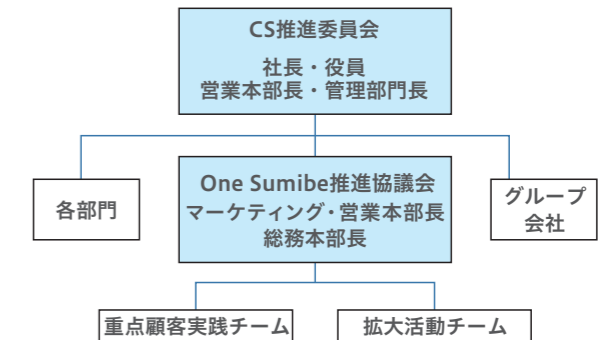 CS推進委員会
社長・役員
営業本部長・管理部門長
各部門
One Sumibe推進協議会
マーケティング・営業本部長
総務本部長
グループ
会社
重点顧客実践チーム
拡大活動チーム